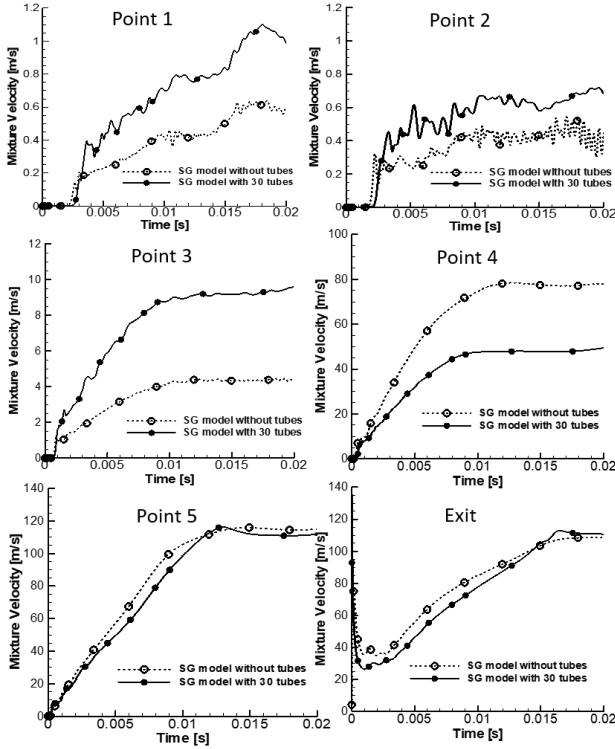 Point 1
Mixture Velocity [m/s]
1.2
1
0.8
0.6
0.4
0.2
0
SG model without tubes
SG model with 30 tubes
0
0.005
0.01
0.015
0.02
Time [s]
Point 2
Mixture Velocity [m/s]
1.2
1
0.8
0.6
0.4
0.2
0
SG model without tubes
SG model with 30 tubes
0
0.005
0.01
0.015
0.02
Time [s]
Point 3
Mixture Velocity [m/s]
12
10
8
6
4
2
0
SG model without tubes
SG model with 30 tubes
0
0.005
0.01
0.015
0.02
Time [s]
Point 4
Mixture Velocity [m/s]
100
80
60
40
20
0
SG model without tubes
SG model with 30 tubes
0
0.005
0.01
0.015
0.02
Time [s]
Point 5
Mixture Velocity [m/s]
140
120
100
80
60
40
20
0
SG model without tubes
SG model with 30 tubes
0
0.005
0.01
0.015
0.02
Time [s]
Exit
Mixture Velocity [m/s]
140
120
100
80
60
40
20
0
SG model without tubes
SG model with 30 tubes
0
0.005
0.01
0.015
0.02
Time [s]